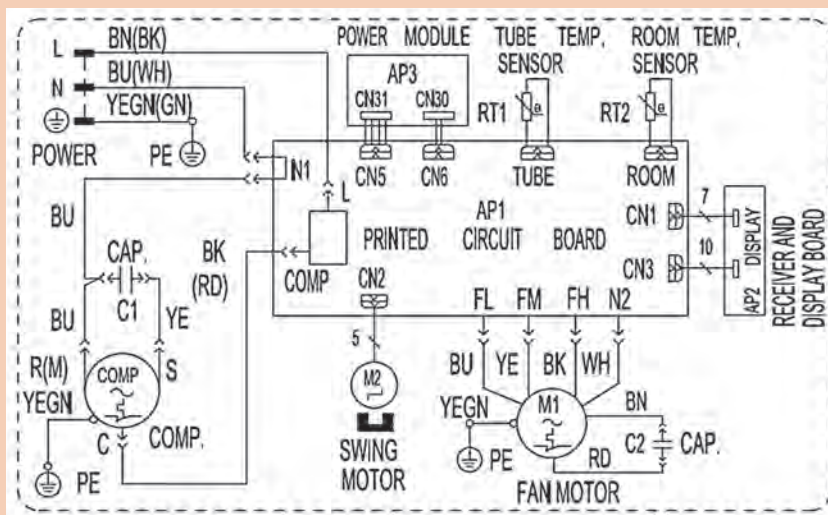 L
BN(BK)
N
BU(WH)
YEGN(GN)
POWER
PE
POWER MODULE
AP3
CN31
CN30
TUBE TEMP.
SENSOR
RT1
ROOM TEMP.
SENSOR
RT2
N1
L
CN5
CN6
TUBE
ROOM
AP1
PRINTED CIRCUIT BOARD
CN1
7
CN3
10
DISPLAY
AP2
RECEIVER AND
DISPLAY BOARD
BU
CAP.
C1
BK
(RD)
COMP
CN2
FL
FM
FH
N2
BU
YE
R(M)
S
COMP
YEGN
C
COMP.
PE
5
M2
SWING
MOTOR
BU
YE
BK
WH
YEGN
M1
BN
C2
CAP.
PE
RD
FAN MOTOR